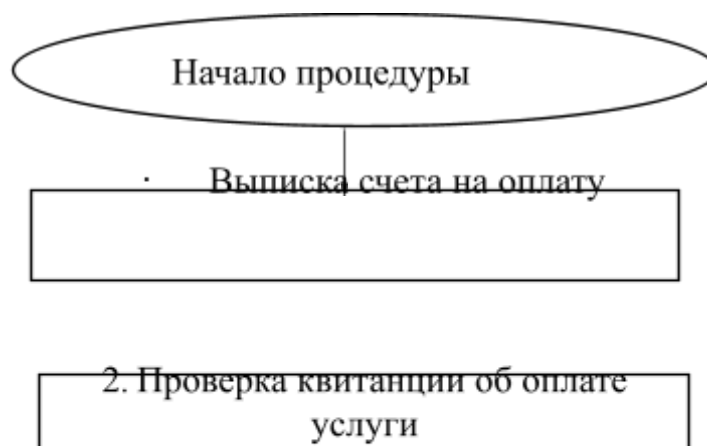 Начало процедуры
· Выписка счета на оплату
2. Проверка квитанции об оплате
услуги